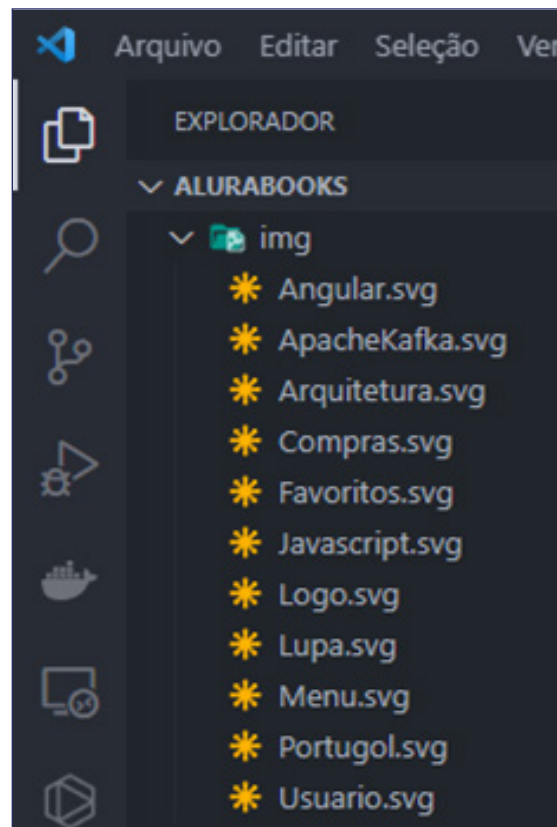 Arquivo Editar Seleção Ver
EXPLORADOR
ALURABOOKS
img
Angular.svg
ApacheKafka.svg
Arquitetura.svg
Compras.svg
Favoritos.svg
Javascript.svg
Logo.svg
Lupa.svg
Menu.svg
Portugol.svg
Usuario.svg